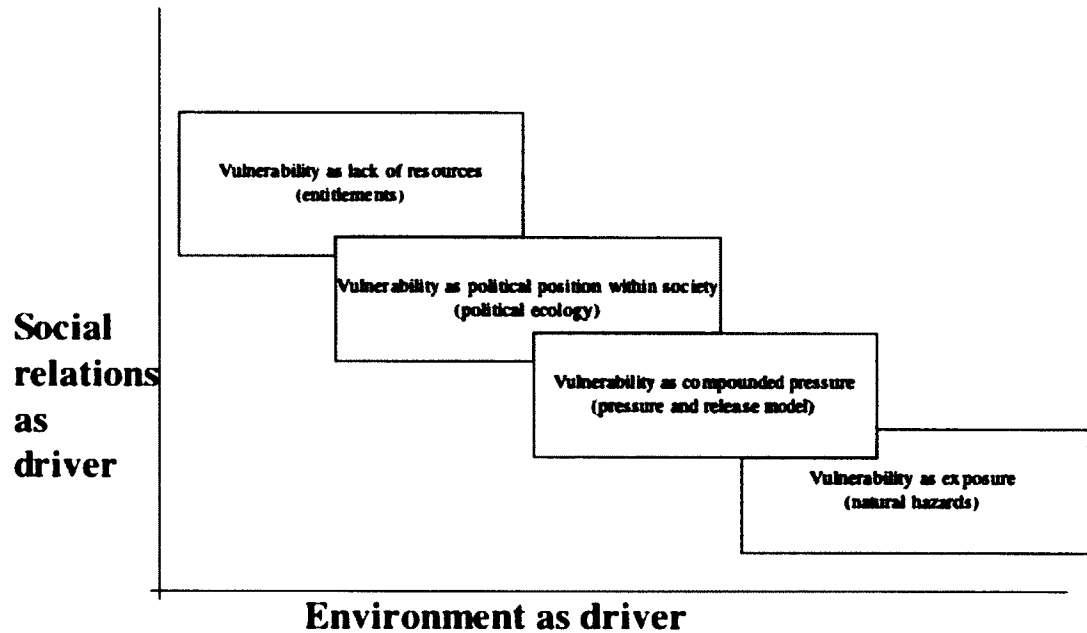 Vulnerability as lack of resources
(entitlements)
Vulnerability as political position within society
(political ecology)
Social
relations
as
driver
Vulnerability as compounded pressure
(pressure and release model)
Vulnerability as exposure
(natural hazards)
Environment as driver